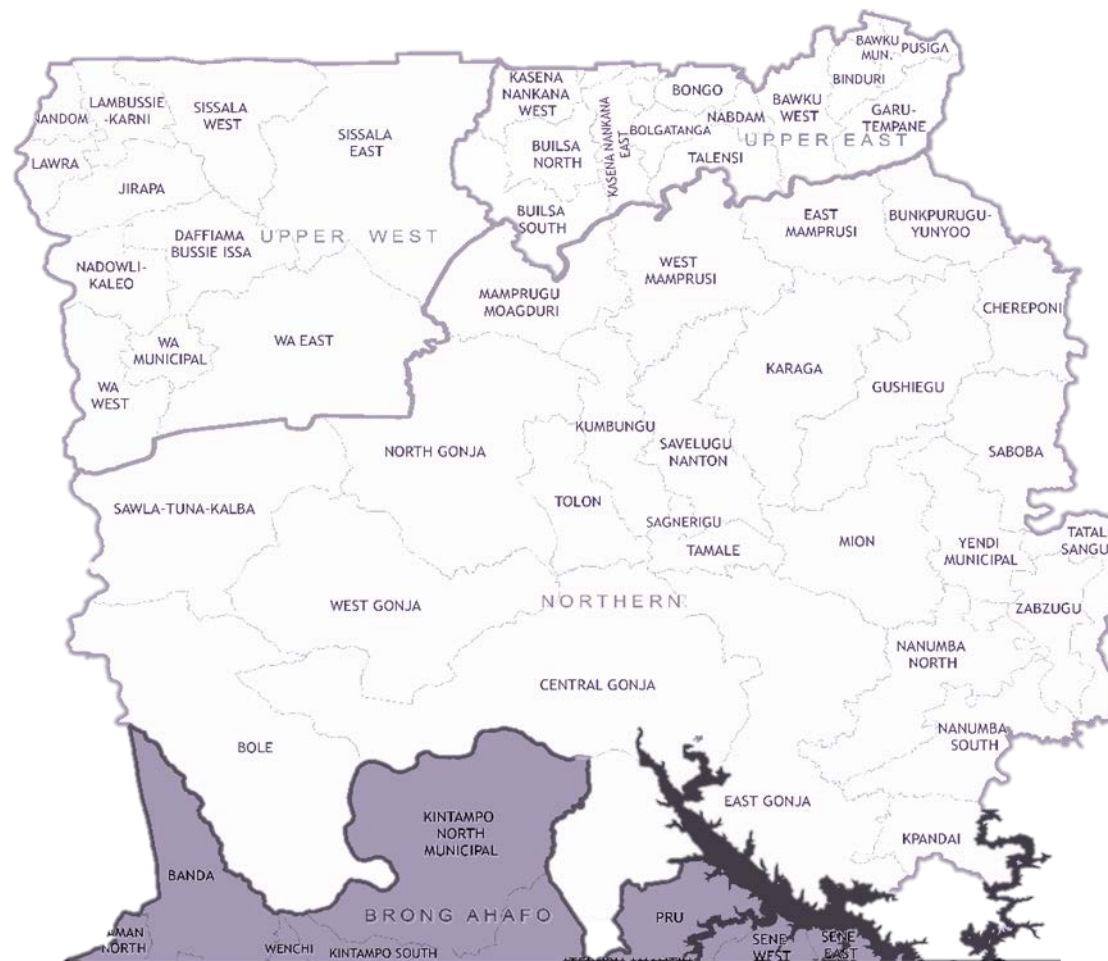 BAWKU
MUN.
PUSIGA
BINDURI
KASENA
NANKANA
WEST
BONGO
BAWKU
WEST
GARU-
TEMPANE
LAMBUSSIE
-KARNI
SISSALA
WEST
NANDOM
SISSALA
EAST
NABDAM
BOLGATANGA
UPPER EAST
KASENA NANKANA
EAST
BUILSA
NORTH
TALENSI
LAWRA
JIRAPA
BUILSA
SOUTH
EAST
MAMPRUSI
BUNKPURUGU-
YUNYOO
DAFFIAMA
BUSSIE ISSA
UPPER WEST
NADOWLI-
KALEO
WEST
MAMPRUSI
MAMPRUGU
MOAGDURI
CHEREPONI
WA
MUNICIPAL
WA EAST
KARAGA
GUSHIEGU
WA
WEST
KUMBUNGU
NORTH GONJA
SAVELUGU
NANTON
SABOBA
SAWLA-TUNA-KALBA
TOLON
SAGNERIGU
TAMALE
MION
YENDI
MUNICIPAL
TATALI
SANGU
WEST GONJA
NORTHERN
ZABZUGU
NANUMBA
NORTH
CENTRAL GONJA
NANUMBA
SOUTH
BOLE
EAST GONJA
KINTAMPO
NORTH
MUNICIPAL
KPANDAI
BANDA
BRONG AHAFO
PRU
NORTH
WENCHI
KINTAMPO SOUTH
SENE
WEST
SENE
EAST